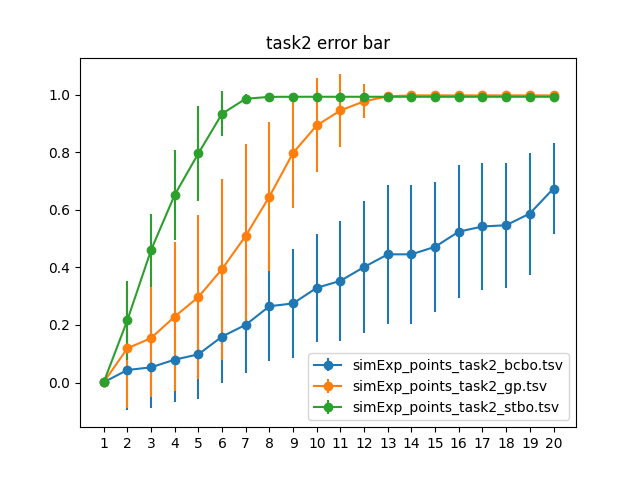 task2 error bar
1.0
0.8
0.6
0.4
0.2
0.0
simExp_points_task2_bcbo.tsv
simExp_points_task2_gp.tsv
simExp_points_task2_stbo.tsv
1 2 3 4 5 6 7 8 9 10 11 12 13 14 15 16 17 18 19 20